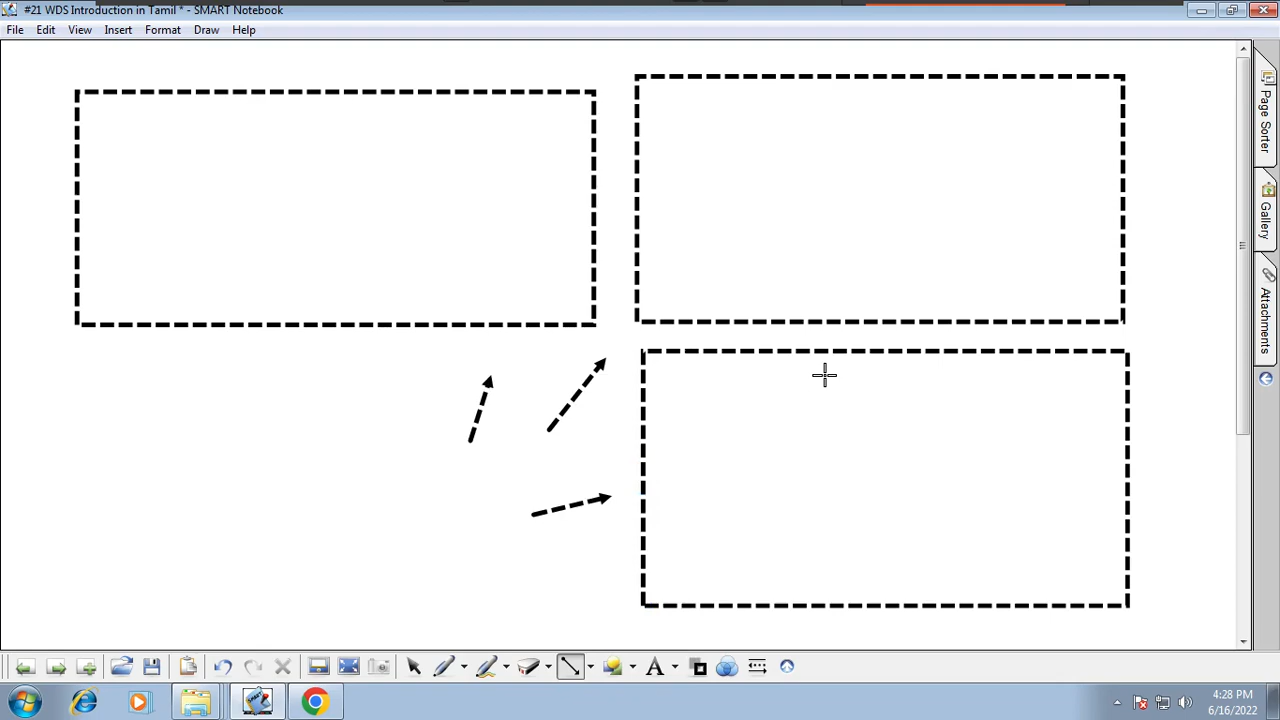 #21 WDS Introduction in Tamil * - SMART Notebook
File Edit View Insert Format Draw Help
Page Sorter
Gallery
Attachments
A
4:28 PM
6/16/2022